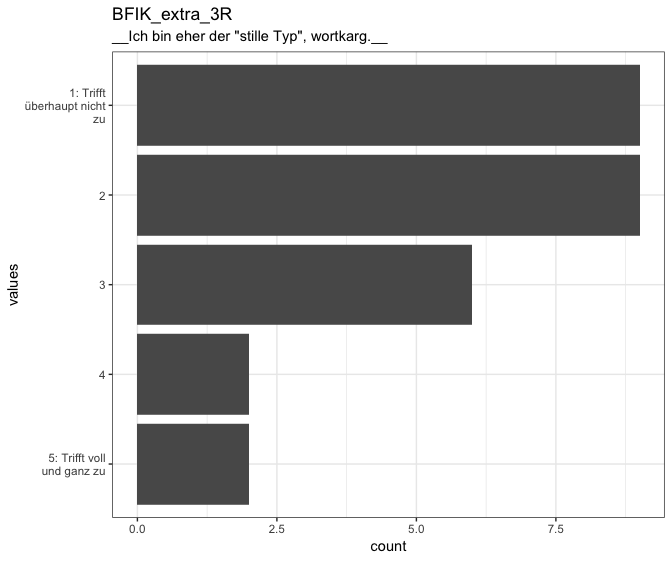 BFIK_extra_3R
__Ich bin eher der "stille Typ", wortkarg.__
1: Trifft
überhaupt nicht
zu
2
3
4
5: Trifft voll
und ganz zu
values
0.0
2.5
5.0
7.5
count